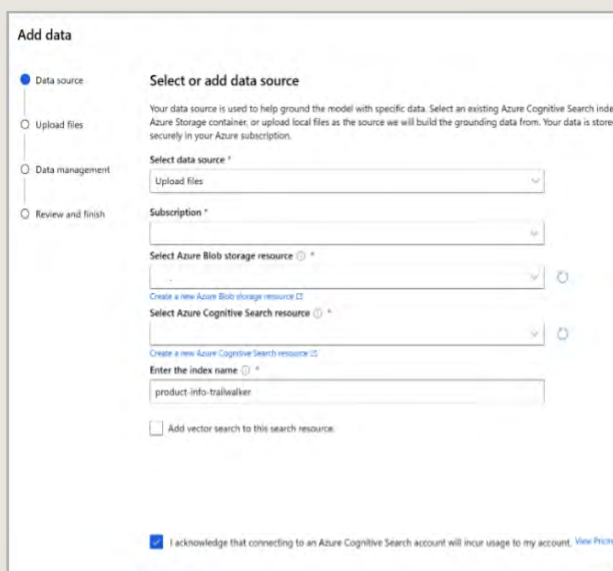 Add data
Data source
Upload files
Data management
Review and finish
Select or add data source
Your data source is used to help ground the model with specific data. Select an existing Azure Cognitive Search inde
Azure Storage container, or upload local files as the source we will build the grounding data from. Your data is store
securely in your Azure subscription.
Select data source *
Upload files
Subscription *
Select Azure Blob storage resource *
Create a new Azure Blob storage resource
Select Azure Cognitive Search resource *
Create a new Azure Cognitive Search resource
Enter the index name *
product-info-trailwalker
Add vector search to this search resource.
I acknowledge that connecting to an Azure Cognitive Search account will incur usage to my account. View Pricin